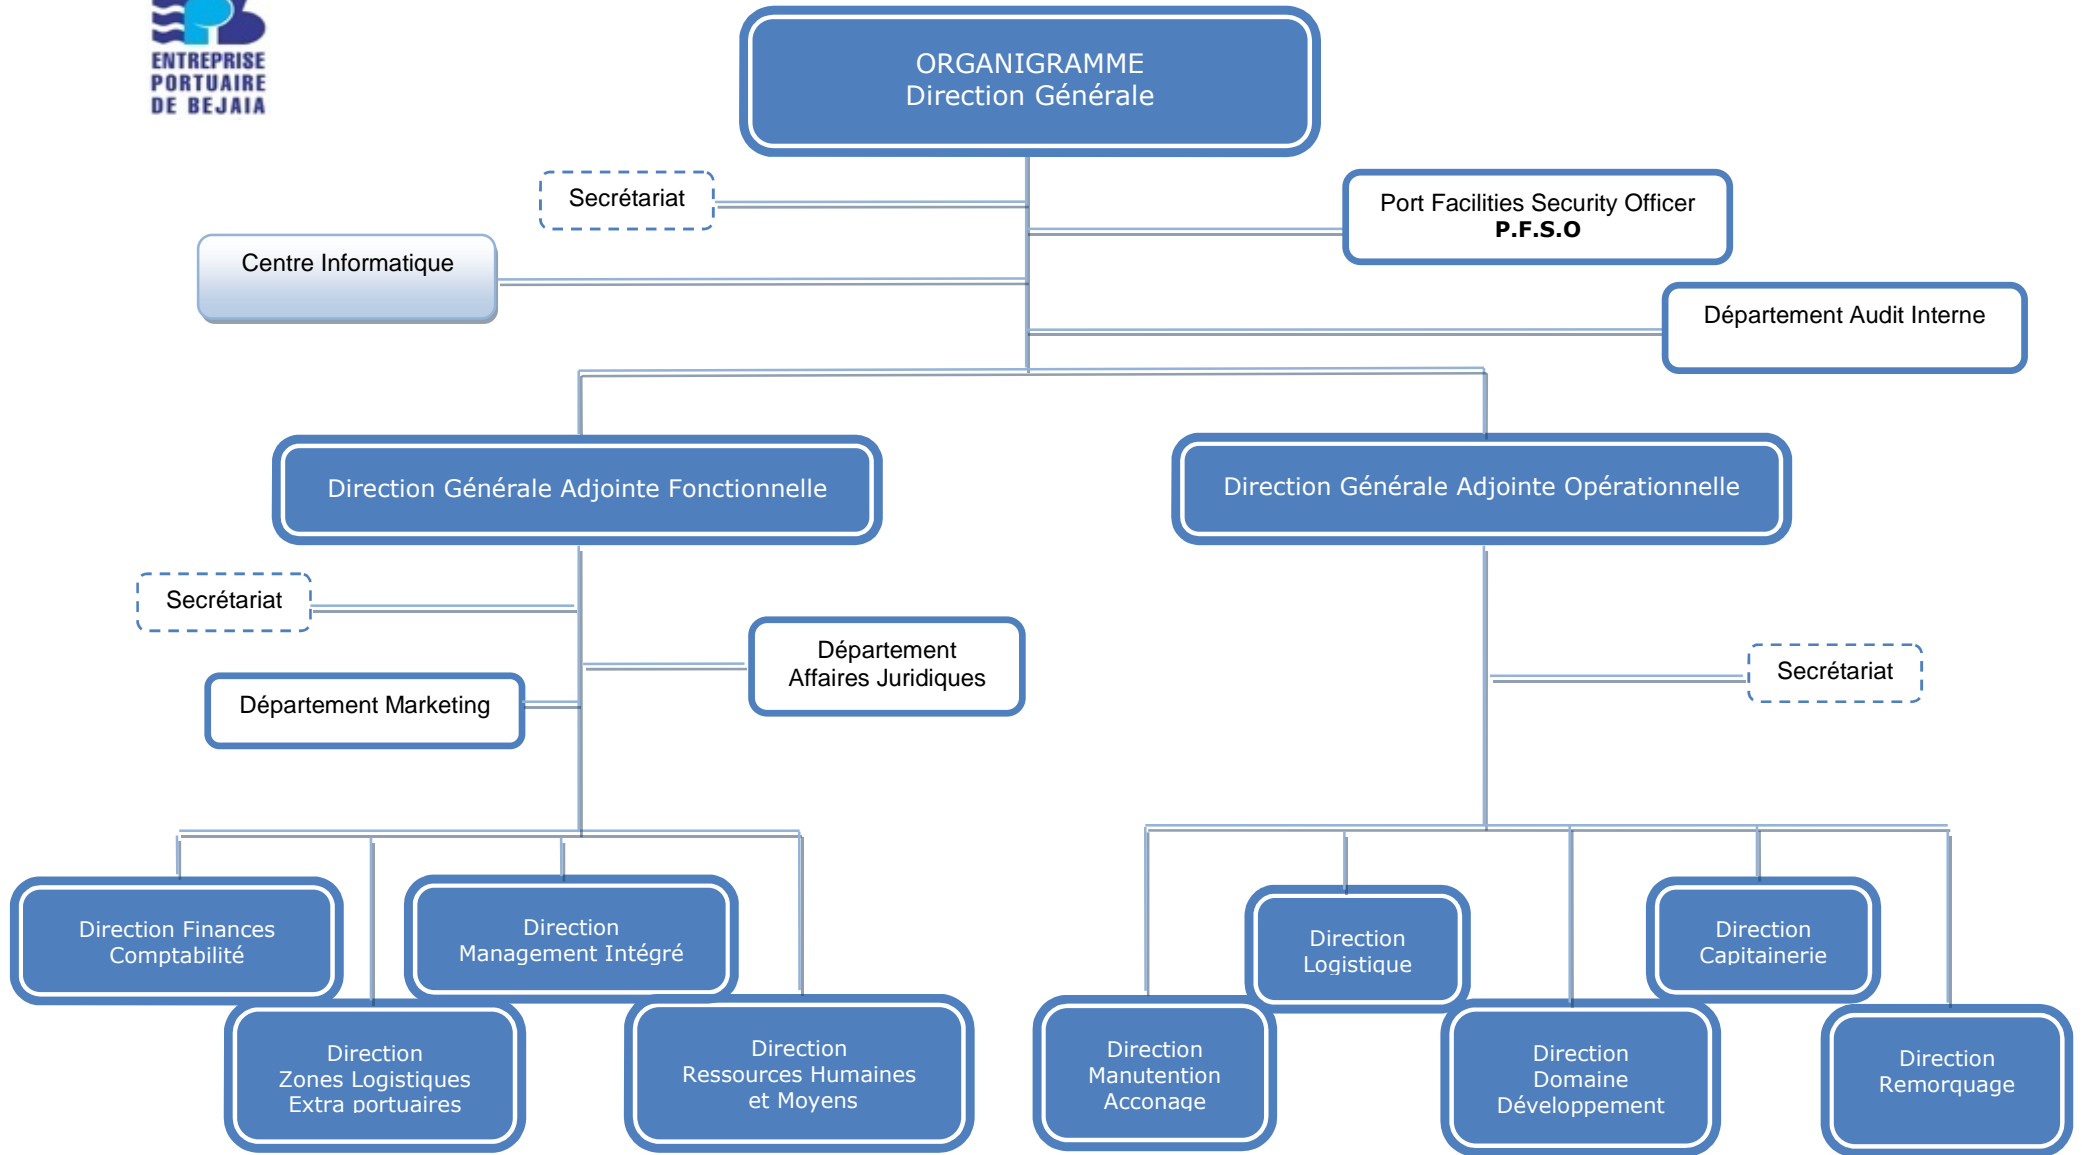 ENTREPRISE
PORTUAIRE
DE BEJAIA
ORGANIGRAMME
Direction Générale
Secrétariat
Port Facilities Security Officer
P.F.S.O
Centre Informatique
Département Audit Interne
Direction Générale Adjointe Fonctionnelle
Direction Générale Adjointe Opérationnelle
Secrétariat
Département
Affaires Juridiques
Secrétariat
Département Marketing
Direction Finances
Comptabilité
Direction
Management Intégré
Direction
Logistique
Direction
Capitainerie
Direction
Zones Logistiques
Extra portuaires
Direction
Ressources Humaines
et Moyens
Direction
Manutention
Acconage
Direction
Domaine
Développement
Direction
Remorquage